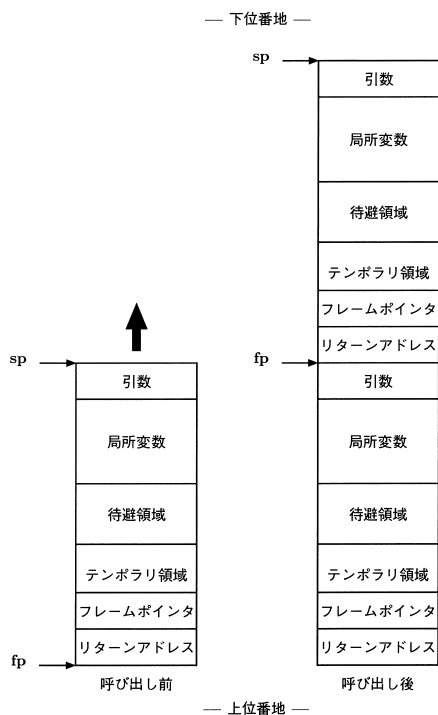 — 下位番地 —
sp
引数
局所変数
待避領域
テンポラリ領域
フレームポインタ
リターンアドレス
sp
fp
引数
引数
局所変数
局所変数
待避領域
待避領域
テンポラリ領域
テンポラリ領域
フレームポインタ
フレームポインタ
リターンアドレス
リターンアドレス
fp
呼び出し前
呼び出し後
— 上位番地 —